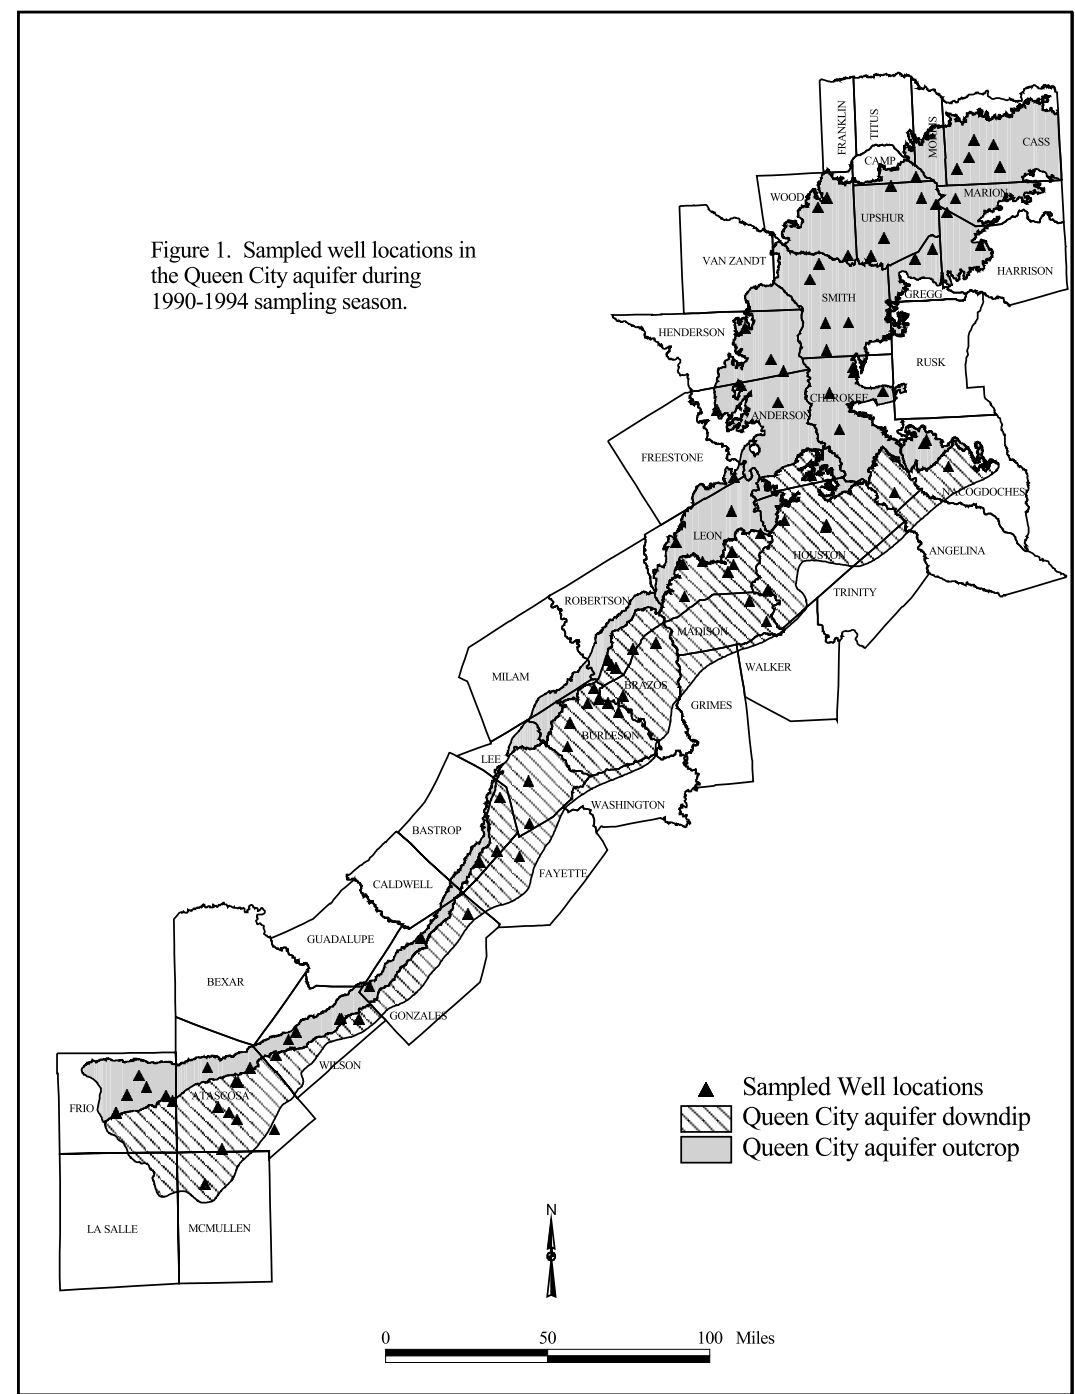 FRANKLIN
TITUS
MORRIS
CASS
CAMP
WOOD
MARION
UPSHUR
Figure 1. Sampled well locations in
the Queen City aquifer during
1990-1994 sampling season.
VAN ZANDT
HARRISON
SMITH
GREGG
HENDERSON
RUSK
CHEROKEE
ANDERSON
FREESTONE
NACOGDOCHES
LEON
HOUSTON
ANGELINA
TRINITY
ROBERTSON
MADISON
WALKER
MILAM
BRAZOS
GRIMES
BURLESON
LEE
WASHINGTON
BASTROP
FAYETTE
CALDWELL
GUADALUPE
BEXAR
GONZALES
WILSON
ATASCOSA
FRIO
Sampled Well locations
Queen City aquifer downdip
Queen City aquifer outcrop
LA SALLE
MCMULLEN
N
0 50 100 Miles